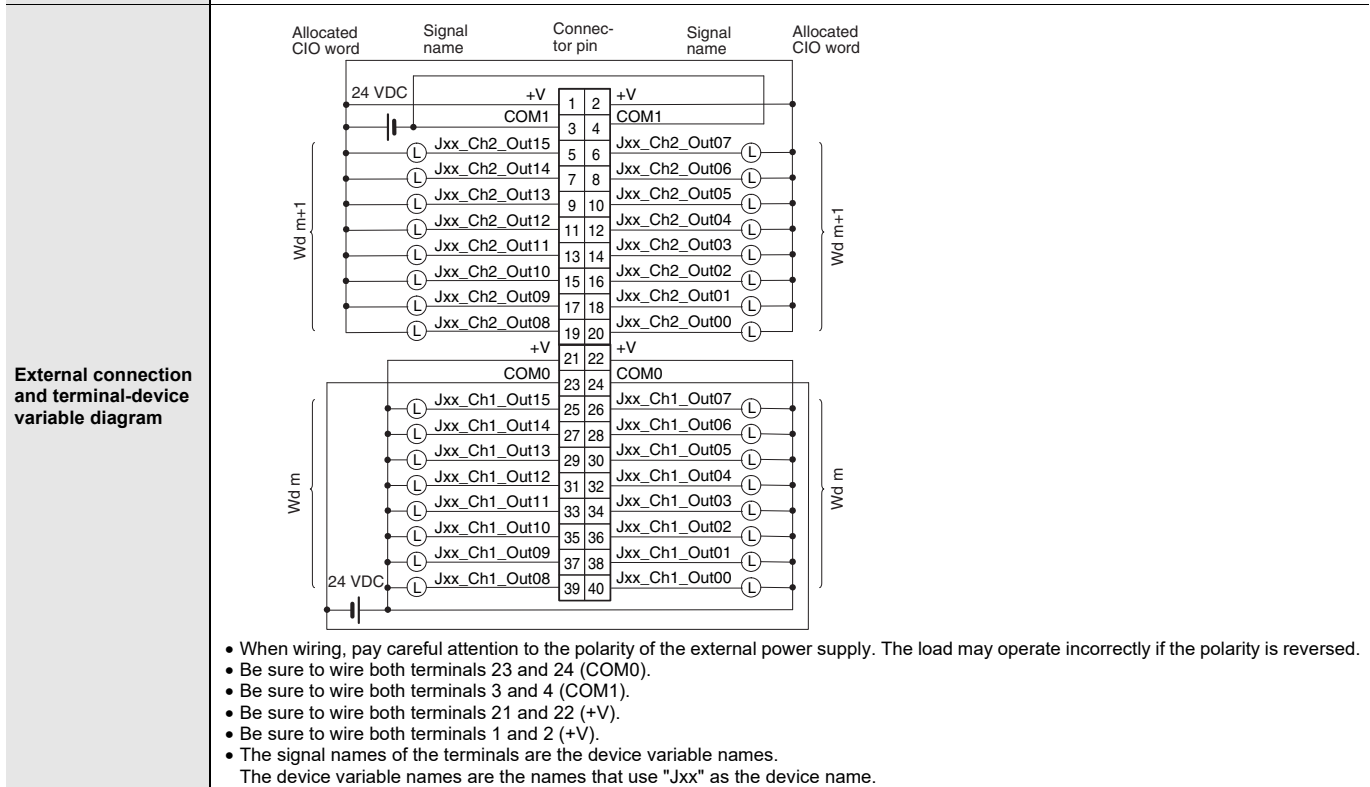 Allocated CIO word
Signal name
Connec-tor pin
Signal name
Allocated CIO word
24 VDC
+V 1 2 +V
COM1 3 4 COM1
L Jxx_Ch2_Out15 5 6 Jxx_Ch2_Out07 L
L Jxx_Ch2_Out14 7 8 Jxx_Ch2_Out06 L
L Jxx_Ch2_Out13 9 10 Jxx_Ch2_Out05 L
L Jxx_Ch2_Out12 11 12 Jxx_Ch2_Out04 L
L Jxx_Ch2_Out11 13 14 Jxx_Ch2_Out03 L
L Jxx_Ch2_Out10 15 16 Jxx_Ch2_Out02 L
L Jxx_Ch2_Out09 17 18 Jxx_Ch2_Out01 L
L Jxx_Ch2_Out08 19 20 Jxx_Ch2_Out00 L
Wd m+1
Wd m+1
+V 21 22 +V
COM0 23 24 COM0
L Jxx_Ch1_Out15 25 26 Jxx_Ch1_Out07 L
L Jxx_Ch1_Out14 27 28 Jxx_Ch1_Out06 L
L Jxx_Ch1_Out13 29 30 Jxx_Ch1_Out05 L
L Jxx_Ch1_Out12 31 32 Jxx_Ch1_Out04 L
L Jxx_Ch1_Out11 33 34 Jxx_Ch1_Out03 L
L Jxx_Ch1_Out10 35 36 Jxx_Ch1_Out02 L
L Jxx_Ch1_Out09 37 38 Jxx_Ch1_Out01 L
L Jxx_Ch1_Out08 39 40 Jxx_Ch1_Out00 L
Wd m
Wd m
24 VDC
External connection
and terminal-device
variable diagram
• When wiring, pay careful attention to the polarity of the external power supply. The load may operate incorrectly if the polarity is reversed.
• Be sure to wire both terminals 23 and 24 (COM0).
• Be sure to wire both terminals 3 and 4 (COM1).
• Be sure to wire both terminals 21 and 22 (+V).
• Be sure to wire both terminals 1 and 2 (+V).
• The signal names of the terminals are the device variable names.
The device variable names are the names that use "Jxx" as the device name.